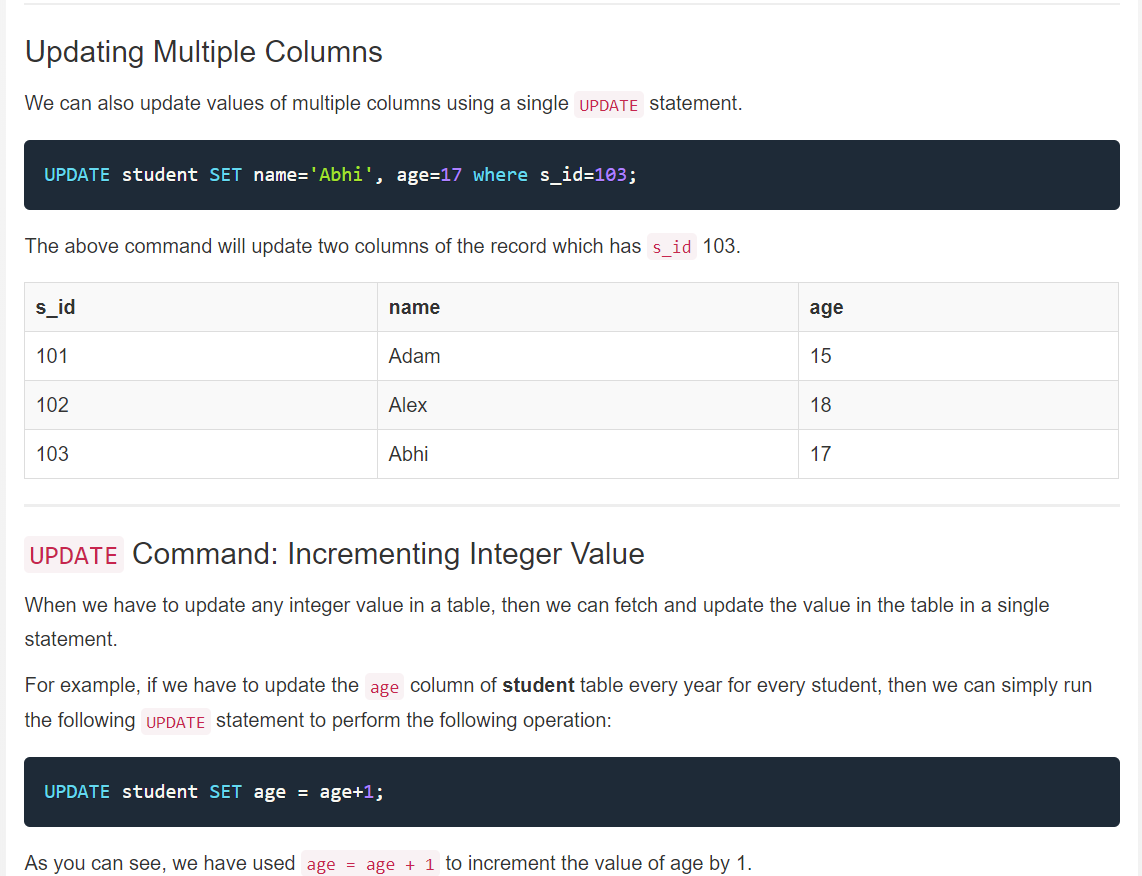 Updating Multiple Columns
We can also update values of multiple columns using a single UPDATE statement.
UPDATE student SET name='Abhi', age=17 where s_id=103;
The above command will update two columns of the record which has s_id 103.
s_id name age
101 Adam 15
102 Alex 18
103 Abhi 17
UPDATE Command: Incrementing Integer Value
When we have to update any integer value in a table, then we can fetch and update the value in the table in a single
statement.
For example, if we have to update the age column of student table every year for every student, then we can simply run
the following UPDATE statement to perform the following operation:
UPDATE student SET age = age+1;
As you can see, we have used age = age + 1 to increment the value of age by 1.